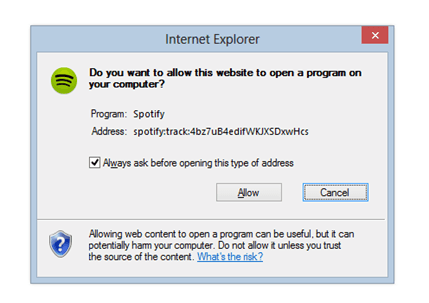 Internet Explorer
Do you want to allow this website to open a program on
your computer?
Program: Spotify
Address: spotify:track:4bz7uB4edifWKJXSDxwHcs
Always ask before opening this type of address
Allow
Cancel
Allowing web content to open a program can be useful, but it can
potentially harm your computer. Do not allow it unless you trust
the source of the content. What's the risk?